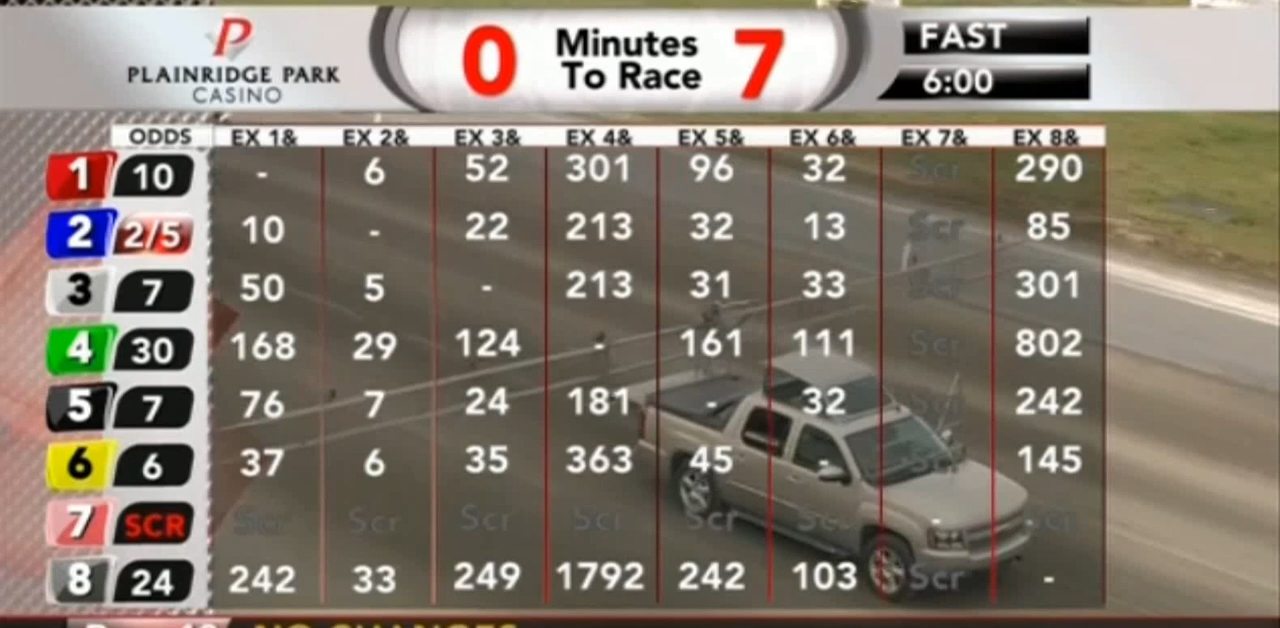 P
PLAINRIDGE PARK
CASINO
0 Minutes To Race 7
FAST
6:00
ODDS EX 1& EX 2& EX 3& EX 4& EX 5& EX 6& EX 7& EX 8&
1 10 - 6 52 301 96 32 Scr 290
2 2/5 10 - 22 213 32 13 Scr 85
3 7 50 5 - 213 31 33 Scr 301
4 30 168 29 124 - 161 111 Scr 802
5 7 76 7 24 181 - 32 Scr 242
6 6 37 6 35 363 45 - Scr 145
7 SCR Scr Scr Scr Scr Scr Scr Scr
8 24 242 33 249 1792 242 103 Scr -
NO CHANGES